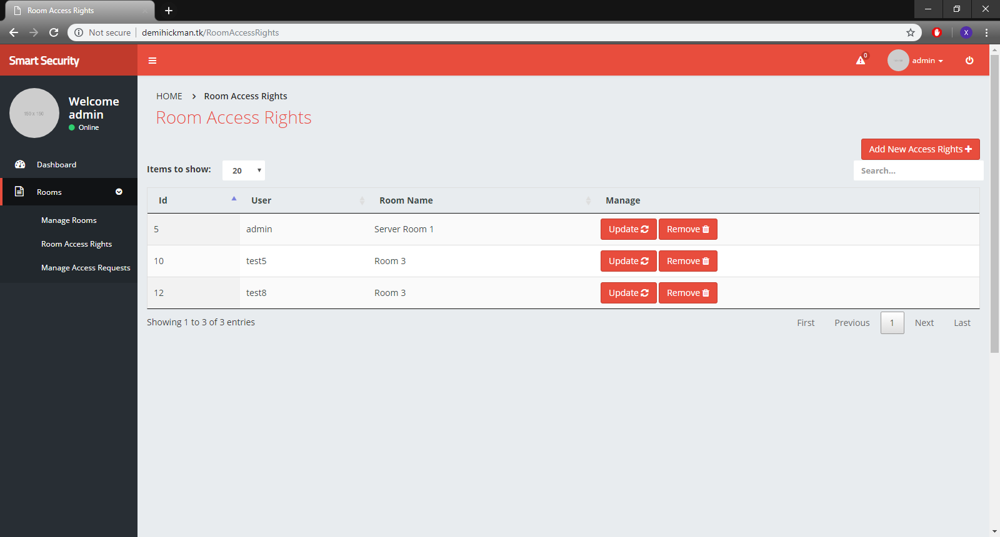 Room Access Rights
Not secure demihickman.tk/RoomAccessRights X
Smart Security 0 admin
150 x 150
Welcome
admin
Online
Dashboard
Rooms
Manage Rooms
Room Access Rights
Manage Access Requests
HOME > Room Access Rights
Room Access Rights
Add New Access Rights
Items to show: 20 Search...
Id User Room Name Manage
5 admin Server Room 1 Update Remove
10 test5 Room 3 Update Remove
12 test8 Room 3 Update Remove
Showing 1 to 3 of 3 entries First Previous 1 Next Last